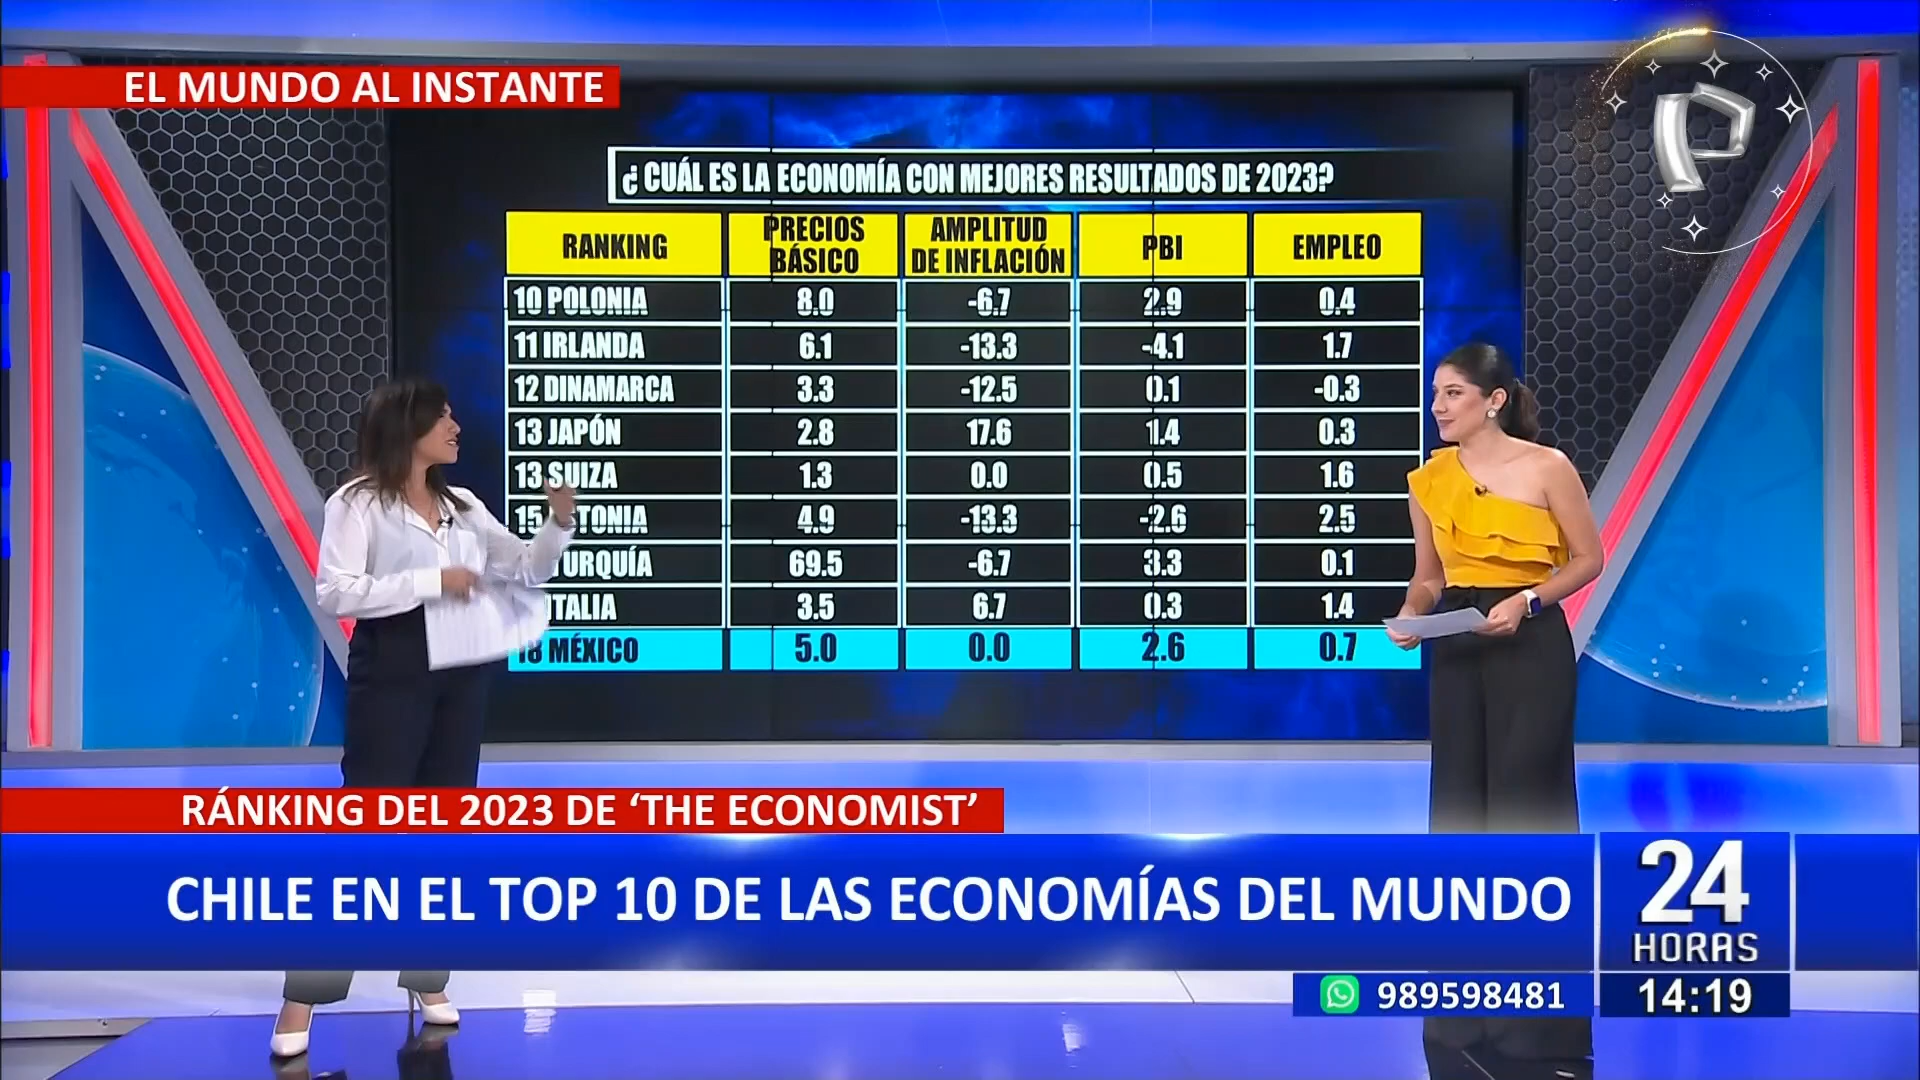 EL MUNDO AL INSTANTE
¿ CUÁL ES LA ECONOMÍA CON MEJORES RESULTADOS DE 2023?
RANKING PRECIOS BÁSICO AMPLITUD DE INFLACIÓN PBI EMPLEO
10 POLONIA 8.0 -6.7 2.9 0.4
11 IRLANDA 6.1 -13.3 -4.1 1.7
12 DINAMARCA 3.3 -12.5 0.1 -0.3
13 JAPÓN 2.8 17.6 1.4 0.3
13 SUIZA 1.3 0.0 0.5 1.6
15 4.9 -13.3 -2.6 2.5
TURQUÍA 69.5 -6.7 3.3 0.1
ITALIA 3.5 6.7 0.3 1.4
18 MÉXICO 5.0 0.0 2.6 0.7
RÁNKING DEL 2023 DE ‘THE ECONOMIST’
CHILE EN EL TOP 10 DE LAS ECONOMÍAS DEL MUNDO
24
HORAS
989598481
14:19